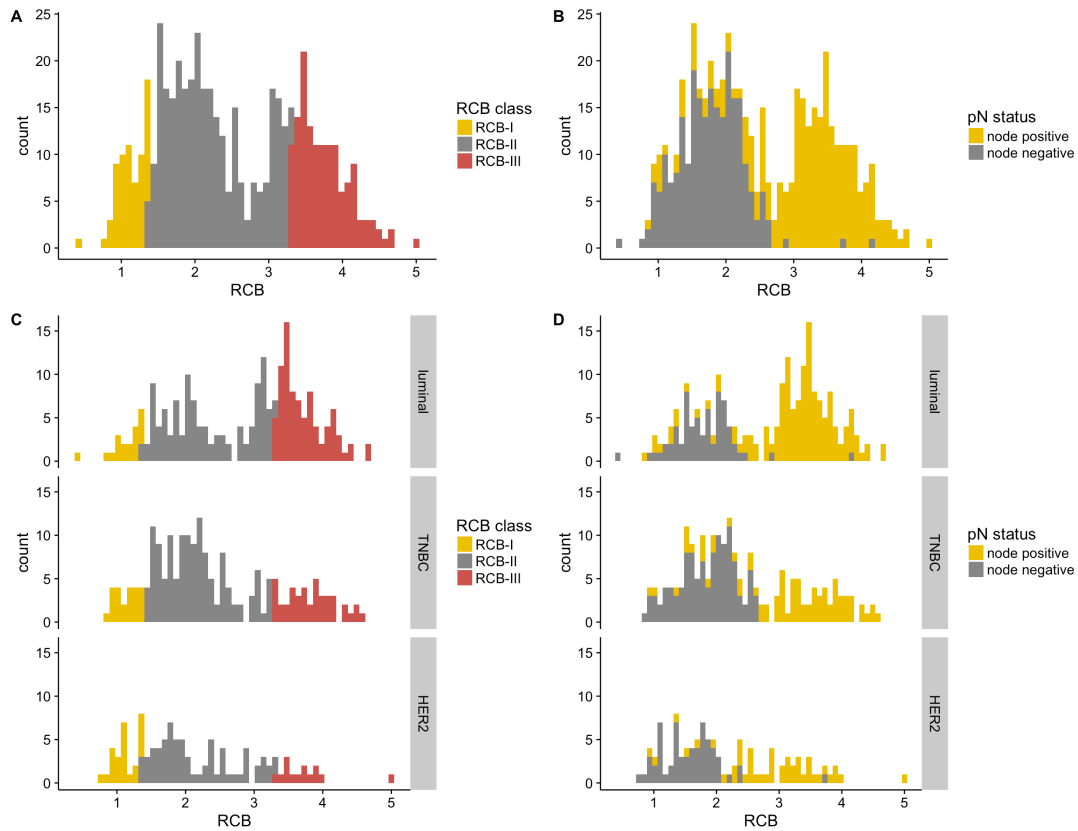 A
25
20
15
10
5
0
count
1 2 3 4 5
RCB
RCB class
RCB-I
RCB-II
RCB-III
B
25
20
15
10
5
0
count
1 2 3 4 5
RCB
pN status
node positive
node negative
C
15
10
5
0
luminal
15
10
5
0
TNBC
15
10
5
0
HER2
count
1 2 3 4 5
RCB
RCB class
RCB-I
RCB-II
RCB-III
D
15
10
5
0
luminal
15
10
5
0
TNBC
15
10
5
0
HER2
count
1 2 3 4 5
RCB
pN status
node positive
node negative